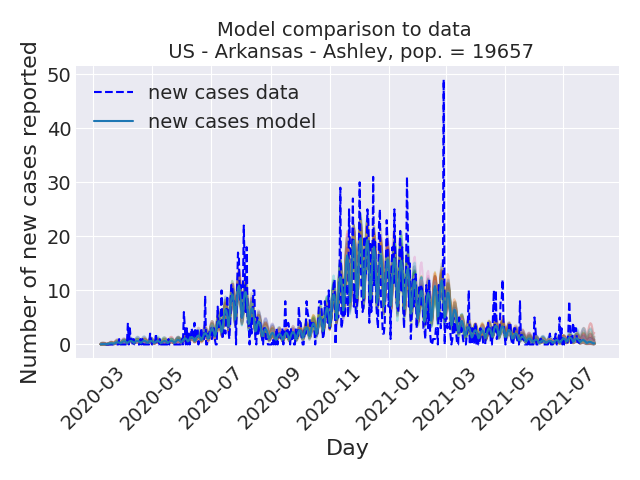 Model comparison to data
US - Arkansas - Ashley, pop. = 19657
Number of new cases reported
50
40
30
20
10
0
new cases data
new cases model
2020-03
2020-05
2020-07
2020-09
2020-11
2021-01
2021-03
2021-05
2021-07
Day